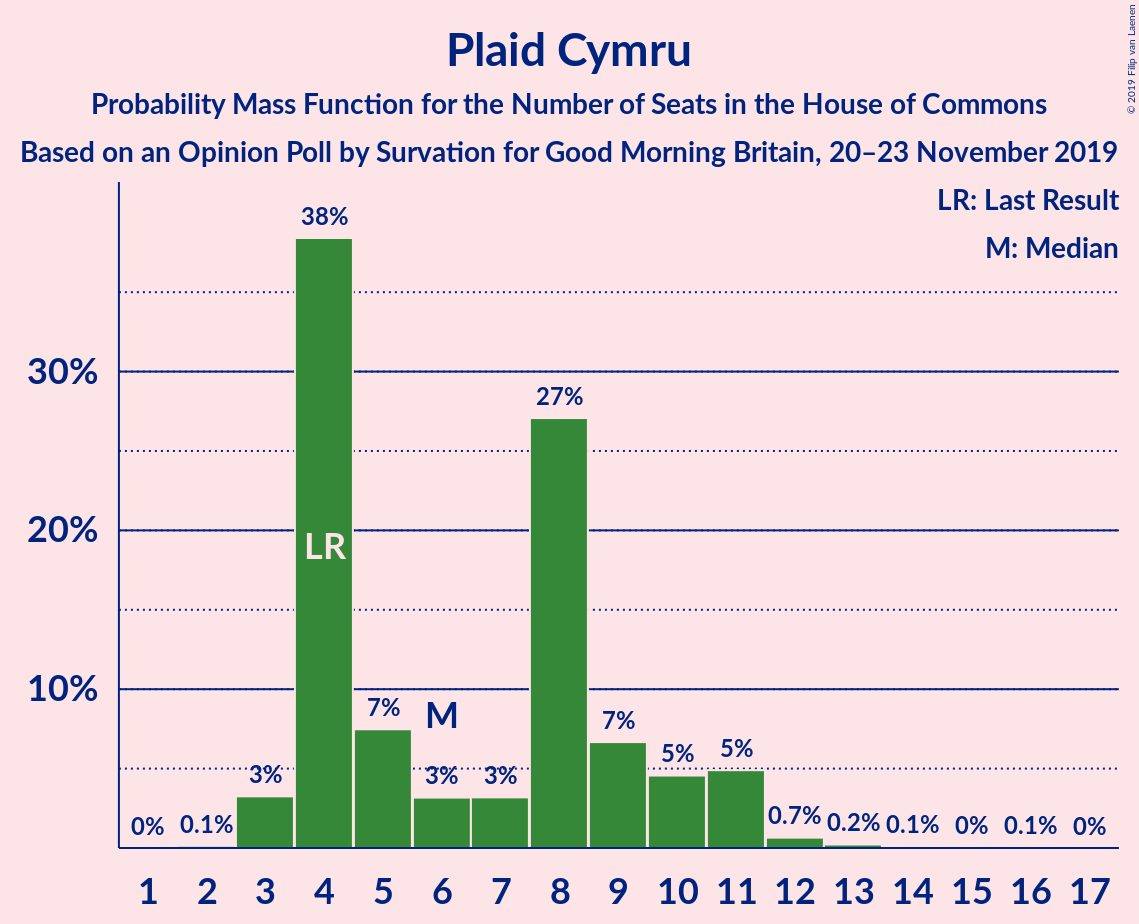 Plaid Cymru
Probability Mass Function for the Number of Seats in the House of Commons
Based on an Opinion Poll by Survation for Good Morning Britain, 20–23 November 2019
© 2019 Filip van Laenen
LR: Last Result
M: Median
38%
30%
27%
20%
LR
10%
7%
M
7%
5%
5%
3%
3%
3%
0%
0.1%
0.7%
0.2%
0.1%
0%
0.1%
0%
1 2 3 4 5 6 7 8 9 10 11 12 13 14 15 16 17